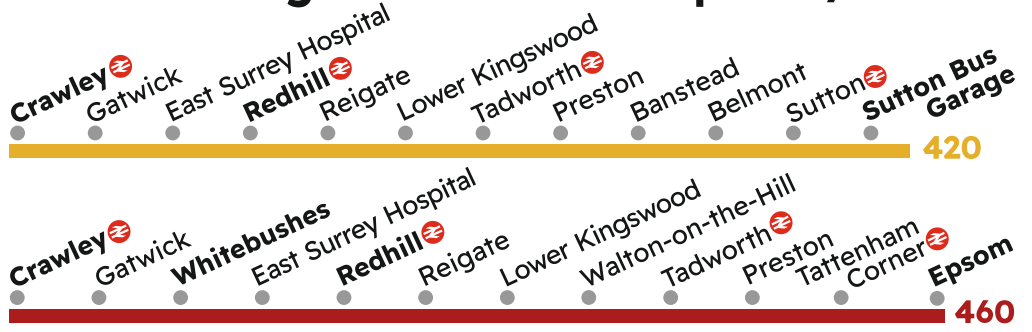 Crawley
Gatwick
East Surrey Hospital
Redhill
Reigate
Lower Kingswood
Tadworth
Preston
Banstead
Belmont
Sutton
Sutton Bus
Garage
420
Crawley
Gatwick
Whitebushes
East Surrey Hospital
Redhill
Reigate
Lower Kingswood
Walton-on-the-Hill
Tadworth
Preston
Tattenham
Corner
Epsom
460